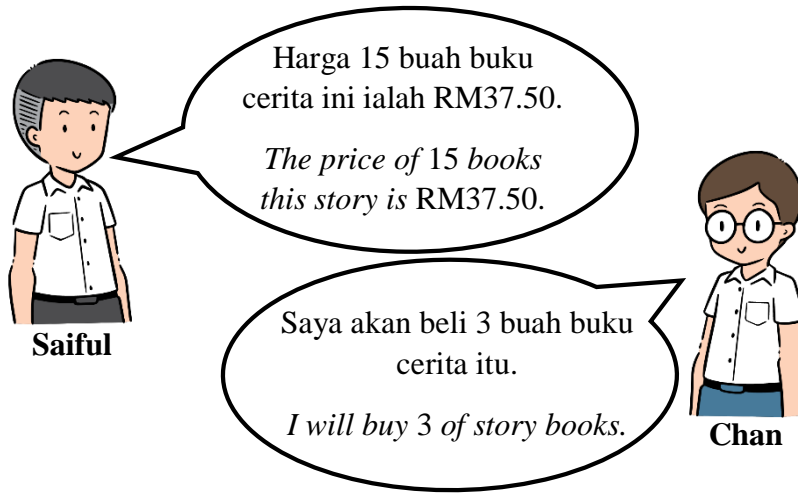 Harga 15 buah buku
cerita ini ialah RM37.50.
The price of 15 books
this story is RM37.50.
Saiful
Saya akan beli 3 buah buku
cerita itu.
I will buy 3 of story books.
Chan